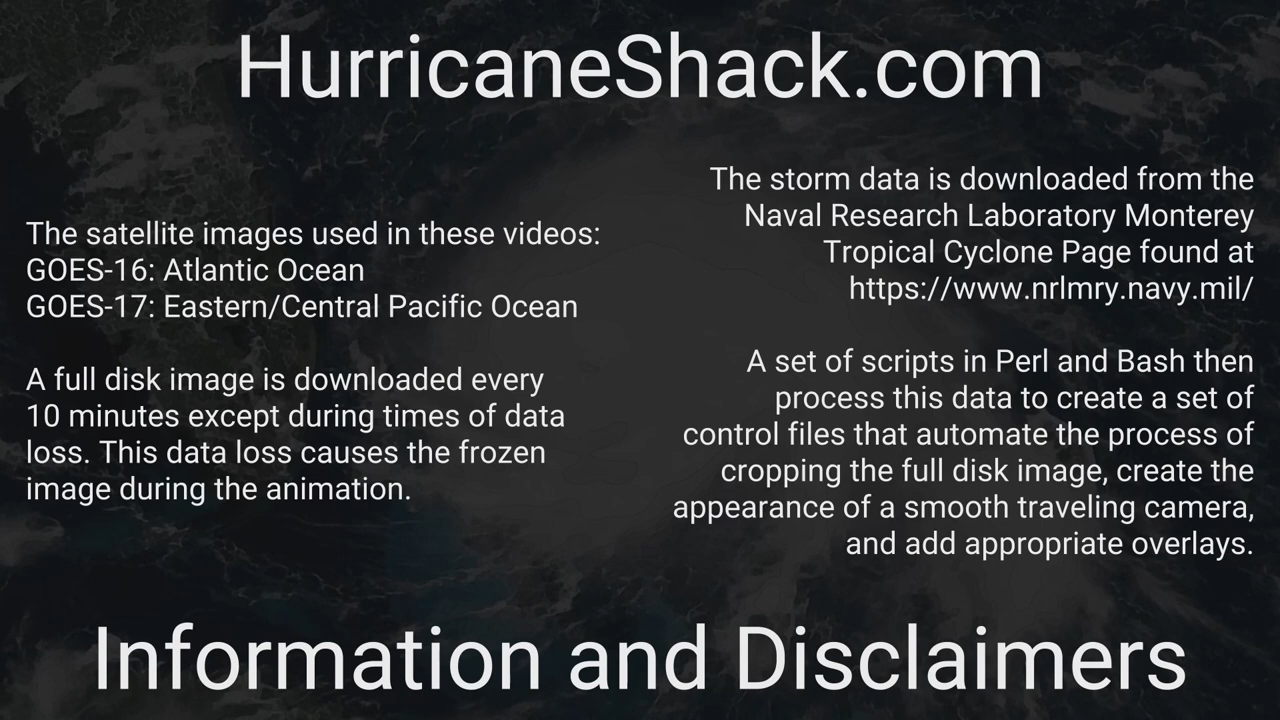 HurricaneShack.com
The satellite images used in these videos:
GOES-16: Atlantic Ocean
GOES-17: Eastern/Central Pacific Ocean
A full disk image is downloaded every
10 minutes except during times of data
loss. This data loss causes the frozen
image during the animation.
The storm data is downloaded from the
Naval Research Laboratory Monterey
Tropical Cyclone Page found at
https://www.nrlmry.navy.mil/
A set of scripts in Perl and Bash then
process this data to create a set of
control files that automate the process of
cropping the full disk image, create the
appearance of a smooth traveling camera,
and add appropriate overlays.
Information and Disclaimers